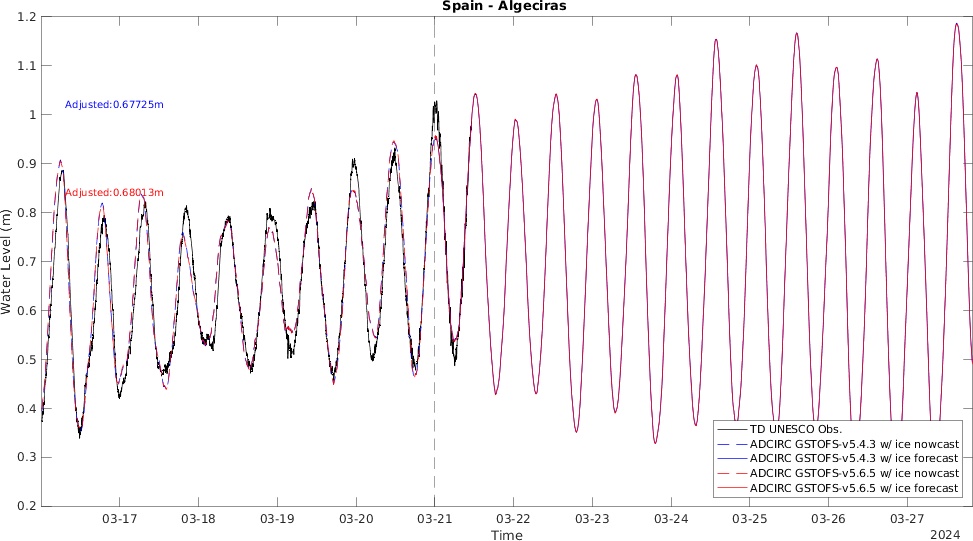 Spain - Algeciras
1.2
1.1
1
0.9
0.8
0.7
0.6
0.5
0.4
0.3
0.2
Water Level (m)
Adjusted:0.67725m
Adjusted:0.68013m
TD UNESCO Obs.
ADCIRC GSTOFS-v5.4.3 w/ ice nowcast
ADCIRC GSTOFS-v5.4.3 w/ ice forecast
ADCIRC GSTOFS-v5.6.5 w/ ice nowcast
ADCIRC GSTOFS-v5.6.5 w/ ice forecast
03-17 03-18 03-19 03-20 03-21 03-22 03-23 03-24 03-25 03-26 03-27
Time
2024